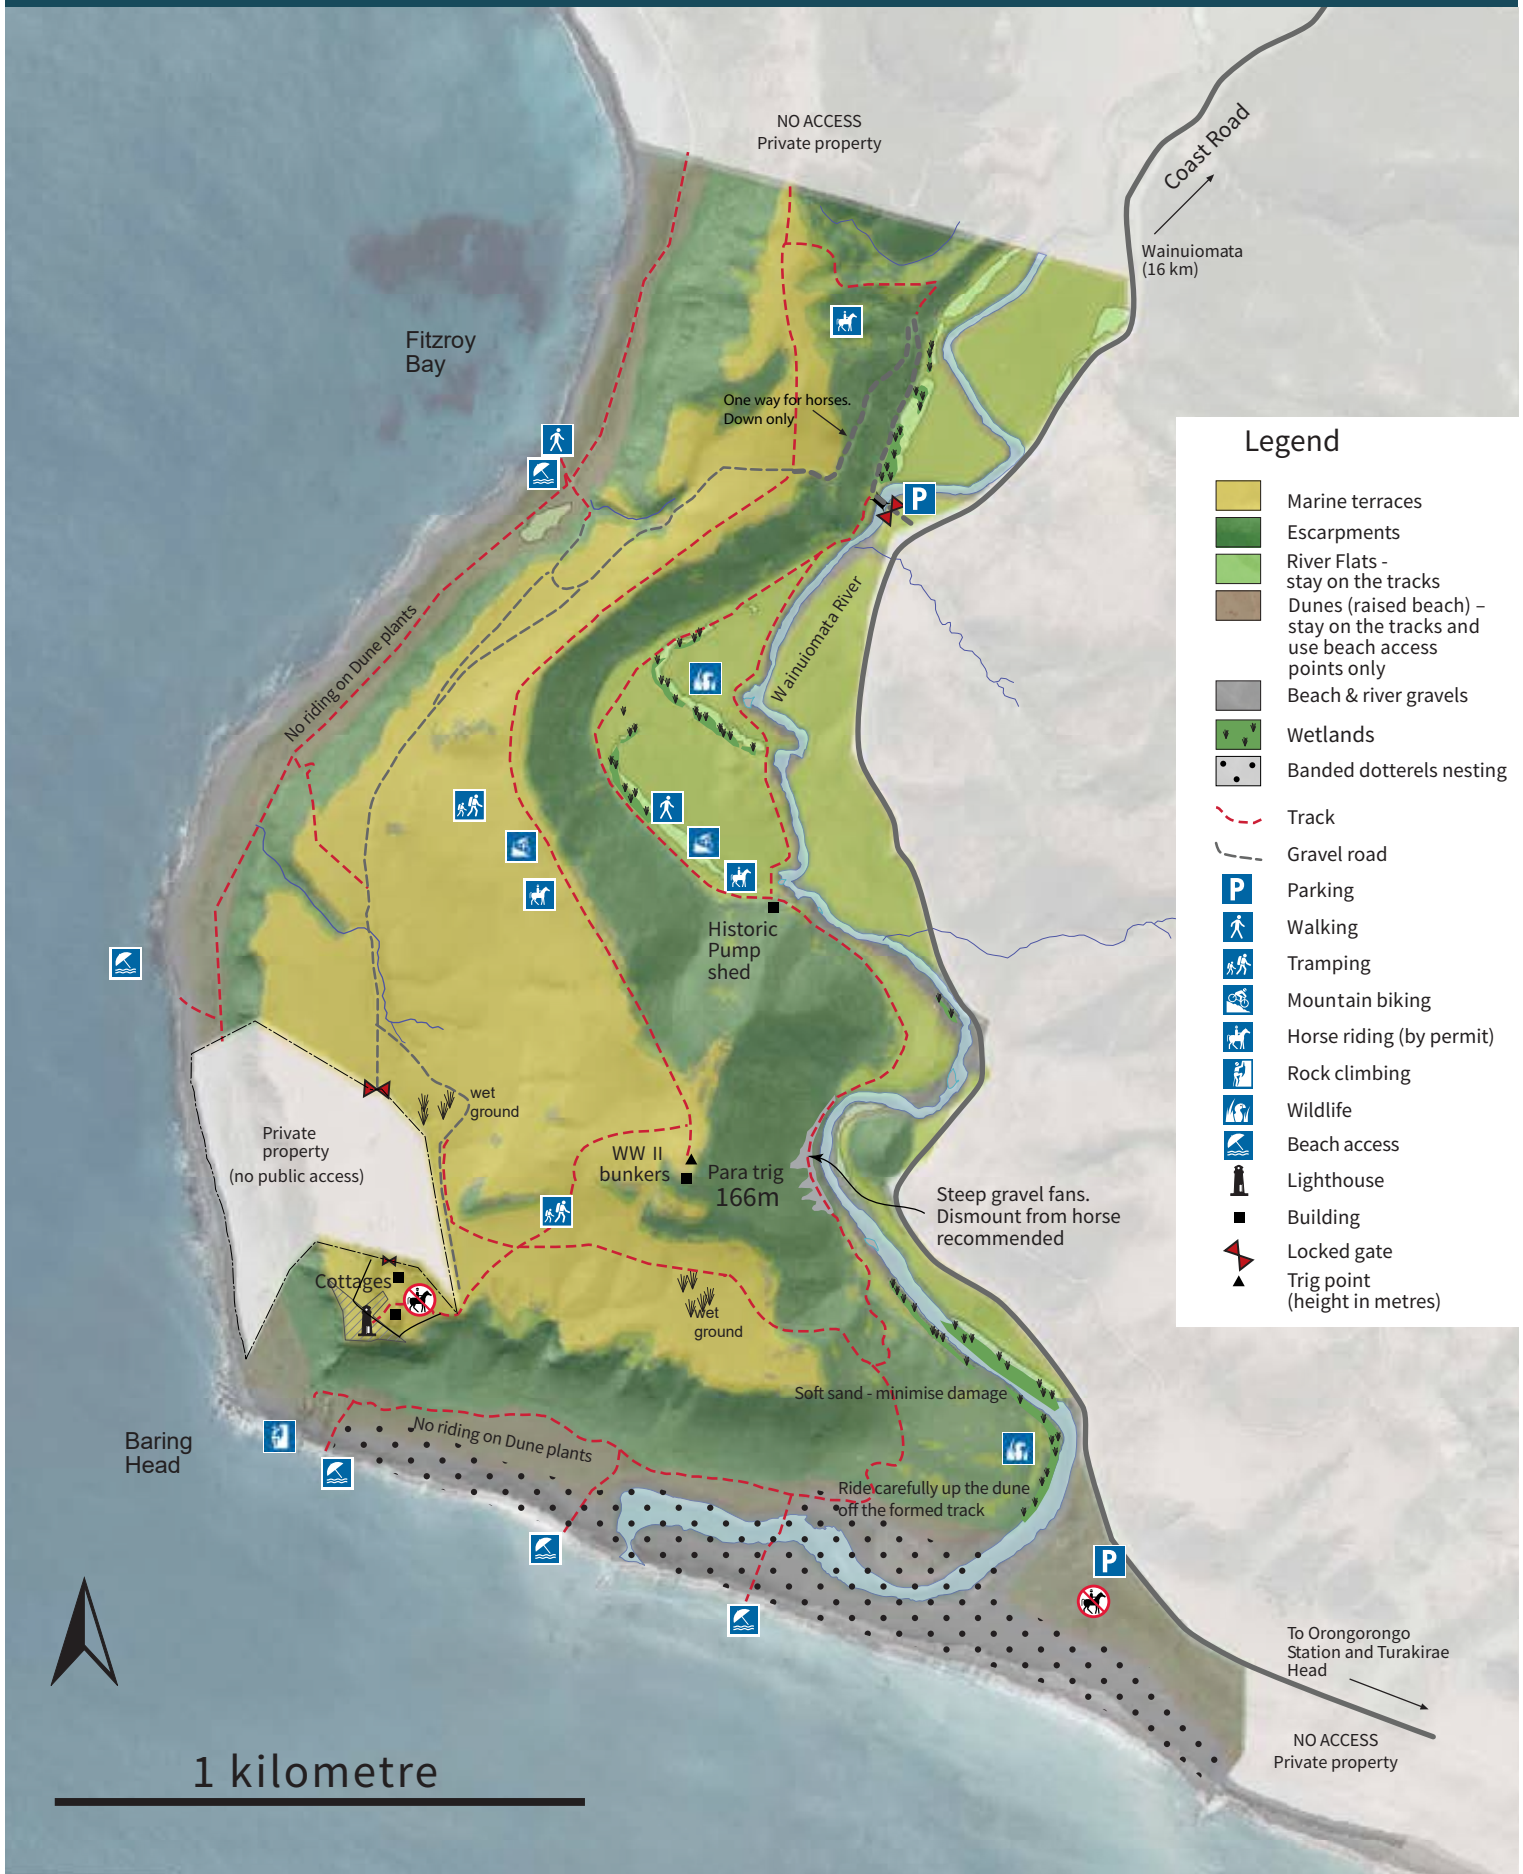 NO ACCESS
Private property
Coast Road
Wainuiomata
(16 km)
Fitzroy
Bay
One way for horses.
Down only
P
Wainuiomata River
No riding on Dune plants
Historic
Pump
shed
wet
ground
Private
property
(no public access)
WW II
bunkers
Para trig
166m
Steep gravel fans.
Dismount from horse
recommended
Cottages
wet
ground
Soft sand - minimise damage
No riding on Dune plants
Baring
Head
Ride carefully up the dune
off the formed track
P
To Orongorongo
Station and Turakirae
Head
NO ACCESS
Private property
1 kilometre
Legend
Marine terraces
Escarpments
River Flats -
stay on the tracks
Dunes (raised beach) –
stay on the tracks and
use beach access
points only
Beach & river gravels
Wetlands
Banded dotterels nesting
Track
Gravel road
P Parking
Walking
Tramping
Mountain biking
Horse riding (by permit)
Rock climbing
Wildlife
Beach access
Lighthouse
Building
Locked gate
Trig point
(height in metres)